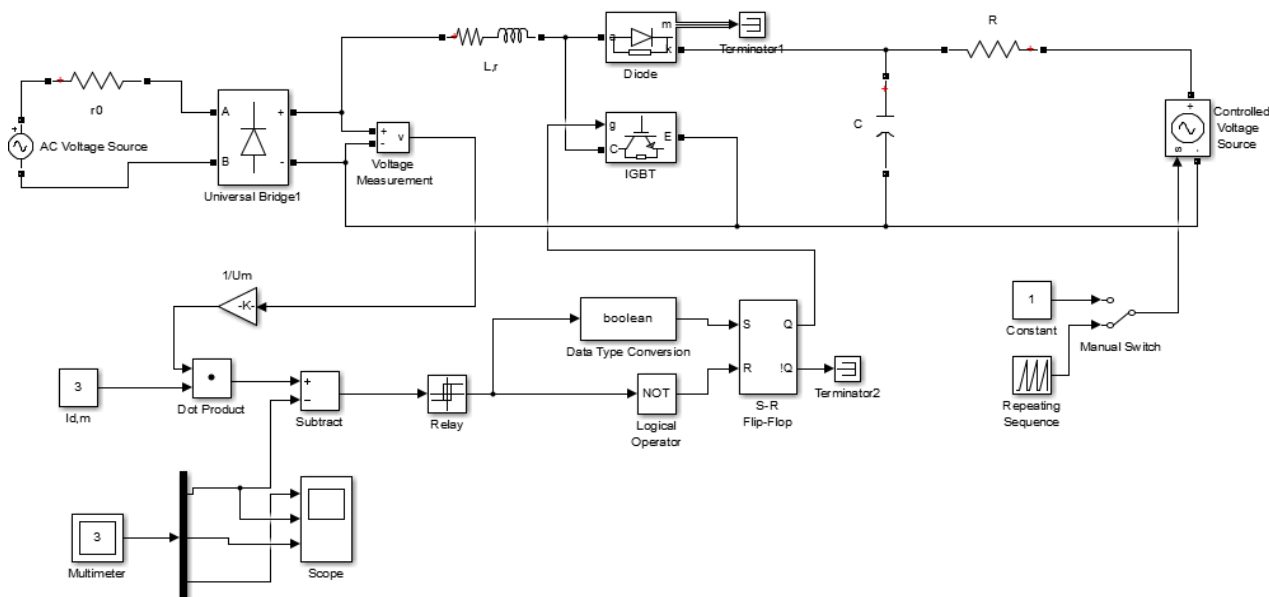 R
m
a
k
Terminator1
Diode
L,r
r0
+
AC Voltage Source
A
B
+
-
Universal Bridge1
+
-
v
Voltage
Measurement
g
C
E
IGBT
C
+
s
-
Controlled
Voltage
Source
1/Um
-K-
1
Constant
Manual Switch
boolean
Data Type Conversion
S
R
Q
!Q
S-R
Flip-Flop
Terminator2
3
Id,m
Dot Product
+
−
Subtract
Relay
NOT
Logical
Operator
Repeating
Sequence
3
Multimeter
Scope